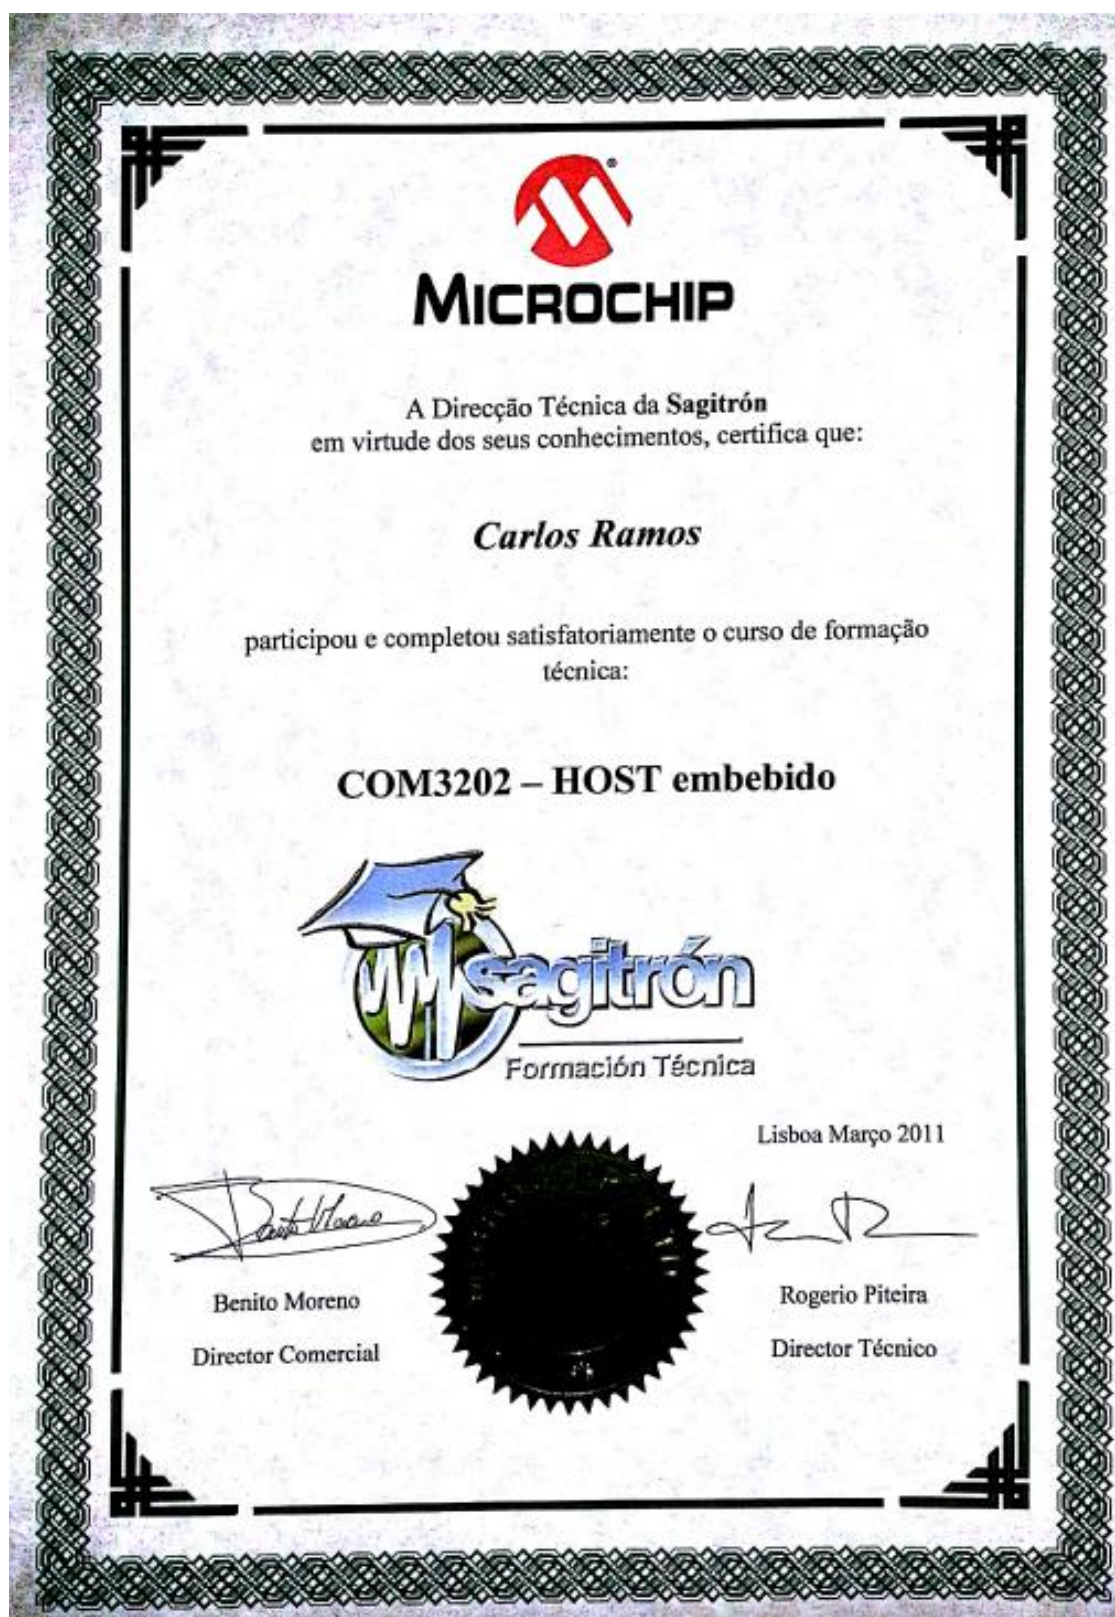 MICROCHIP
A Direcção Técnica da Sagitrón
em virtude dos seus conhecimentos, certifica que:
Carlos Ramos
participou e completou satisfatoriamente o curso de formação
técnica:
COM3202 – HOST embebido
sagitrón
Formación Técnica
Lisboa Março 2011
Benito Moreno
Rogerio Piteira
Director Comercial
Director Técnico